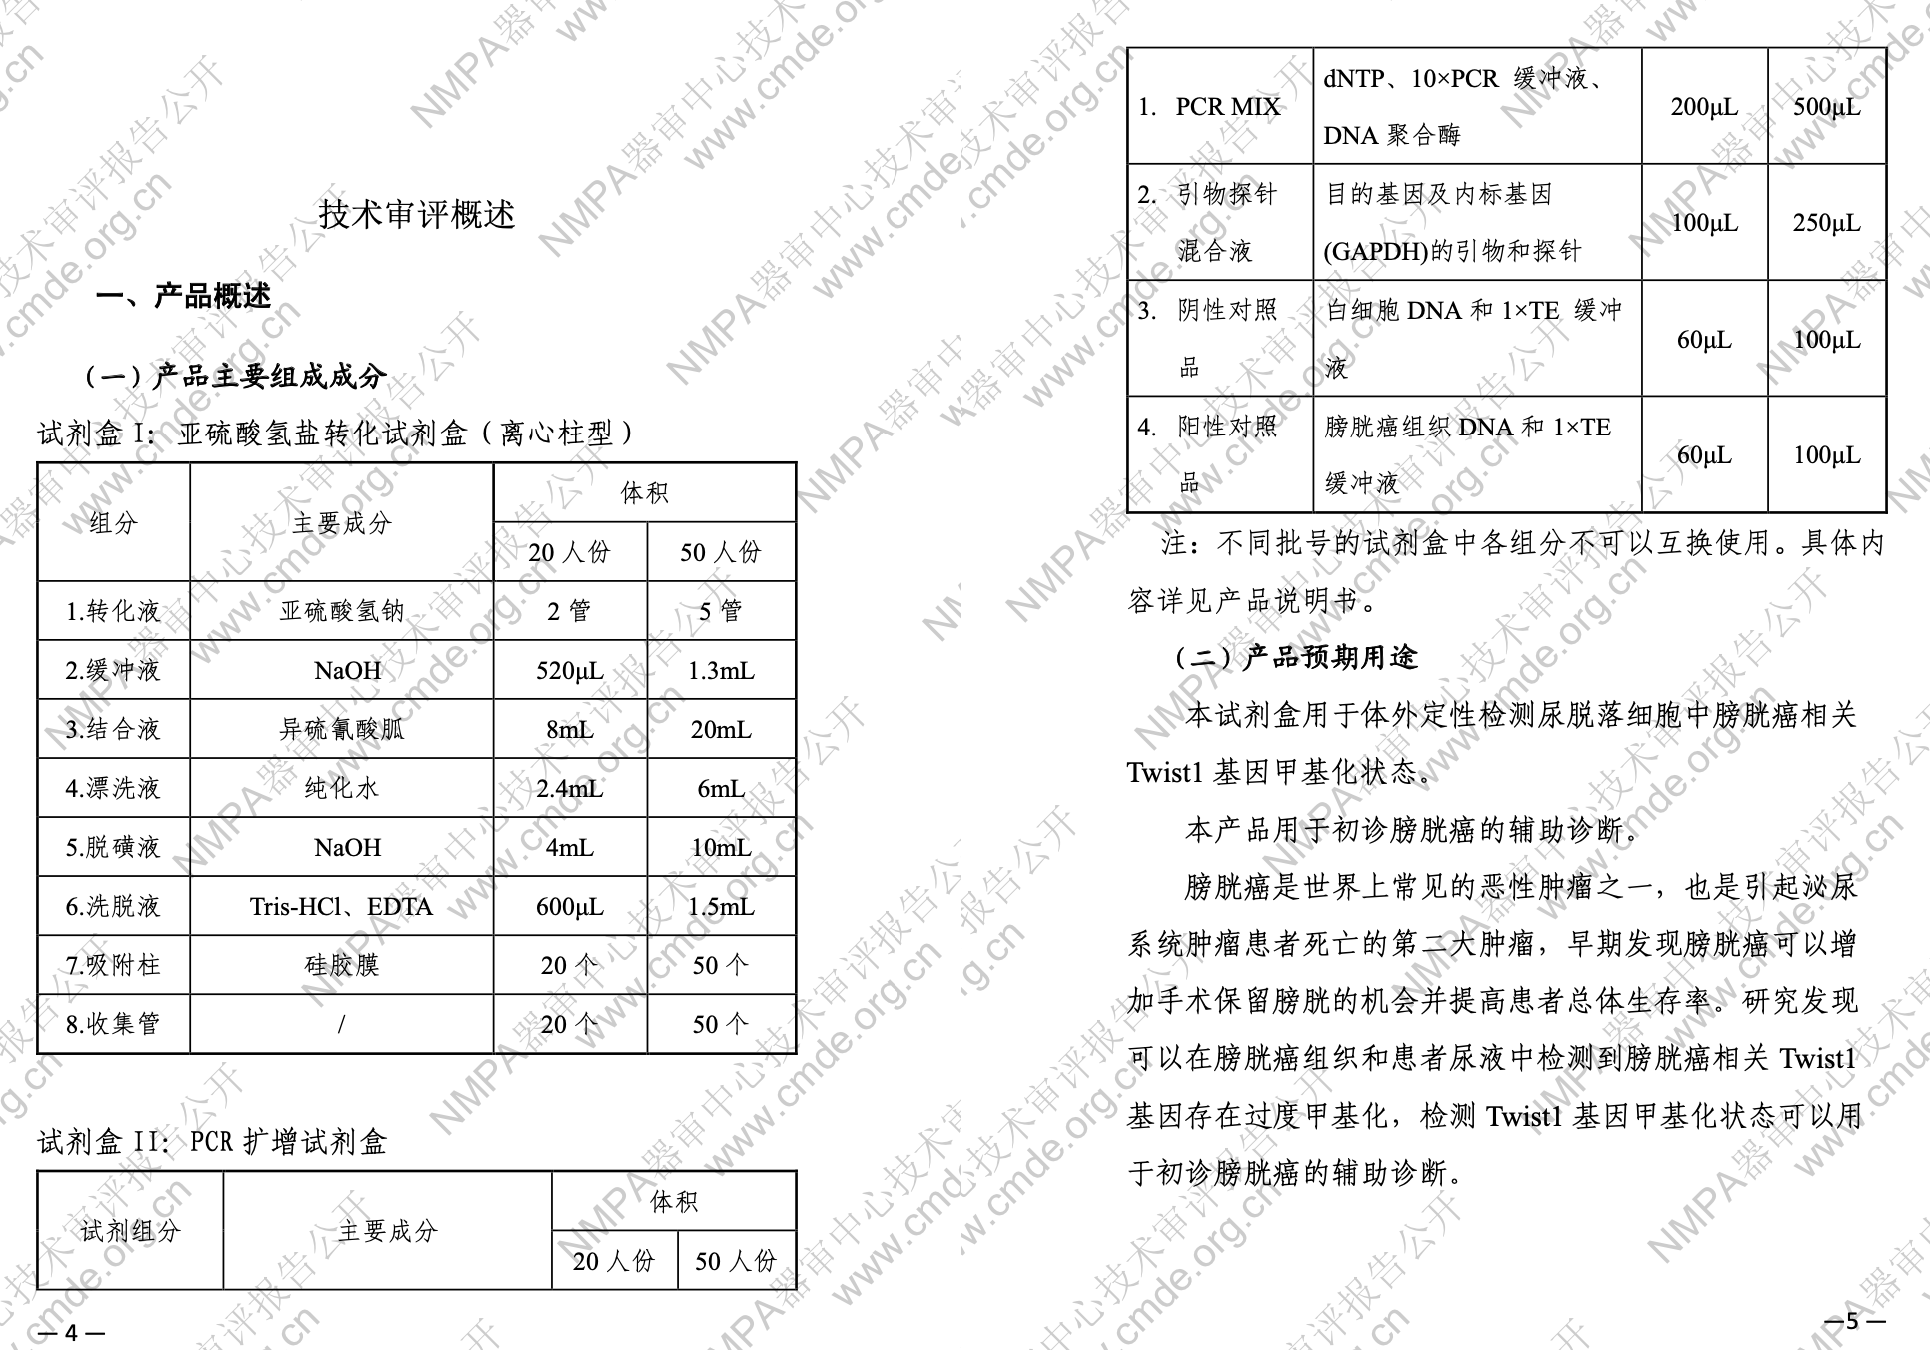 技术审评概述
一、产品概述
（一）产品主要组成成分
试剂盒 I: 亚硫酸氢盐转化试剂盒（离心柱型）
组分 主要成分 体积
20 人份 50 人份
1.转化液 亚硫酸氢钠 2 管 5 管
2.缓冲液 NaOH 520μL 1.3mL
3.结合液 异硫氰酸胍 8mL 20mL
4.漂洗液 纯化水 2.4mL 6mL
5.脱磺液 NaOH 4mL 10mL
6.洗脱液 Tris-HCl、EDTA 600μL 1.5mL
7.吸附柱 硅胶膜 20 个 50 个
8.收集管 / 20 个 50 个
试剂盒 II: PCR 扩增试剂盒
试剂组分 主要成分 体积
20 人份 50 人份
— 4 —
1. PCR MIX dNTP、10×PCR 缓冲液、 200μL 500μL
DNA 聚合酶
2. 引物探针 目的基因及内标基因 100μL 250μL
混合液 (GAPDH)的引物和探针
3. 阴性对照 白细胞 DNA 和 1×TE 缓冲 60μL 100μL
品 液
4. 阳性对照 膀胱癌组织 DNA 和 1×TE 60μL 100μL
品 缓冲液
注：不同批号的试剂盒中各组分不可以互换使用。具体内
容详见产品说明书。
（二）产品预期用途
本试剂盒用于体外定性检测尿脱落细胞中膀胱癌相关
Twist1 基因甲基化状态。
本产品用于初诊膀胱癌的辅助诊断。
膀胱癌是世界上常见的恶性肿瘤之一，也是引起泌尿
系统肿瘤患者死亡的第二大肿瘤，早期发现膀胱癌可以增
加手术保留膀胱的机会并提高患者总体生存率。研究发现
可以在膀胱癌组织和患者尿液中检测到膀胱癌相关 Twist1
基因存在过度甲基化，检测 Twist1 基因甲基化状态可以用
于初诊膀胱癌的辅助诊断。
—5 —
NMPA器审中心技术审评报告公开
www.cmde.org.cn